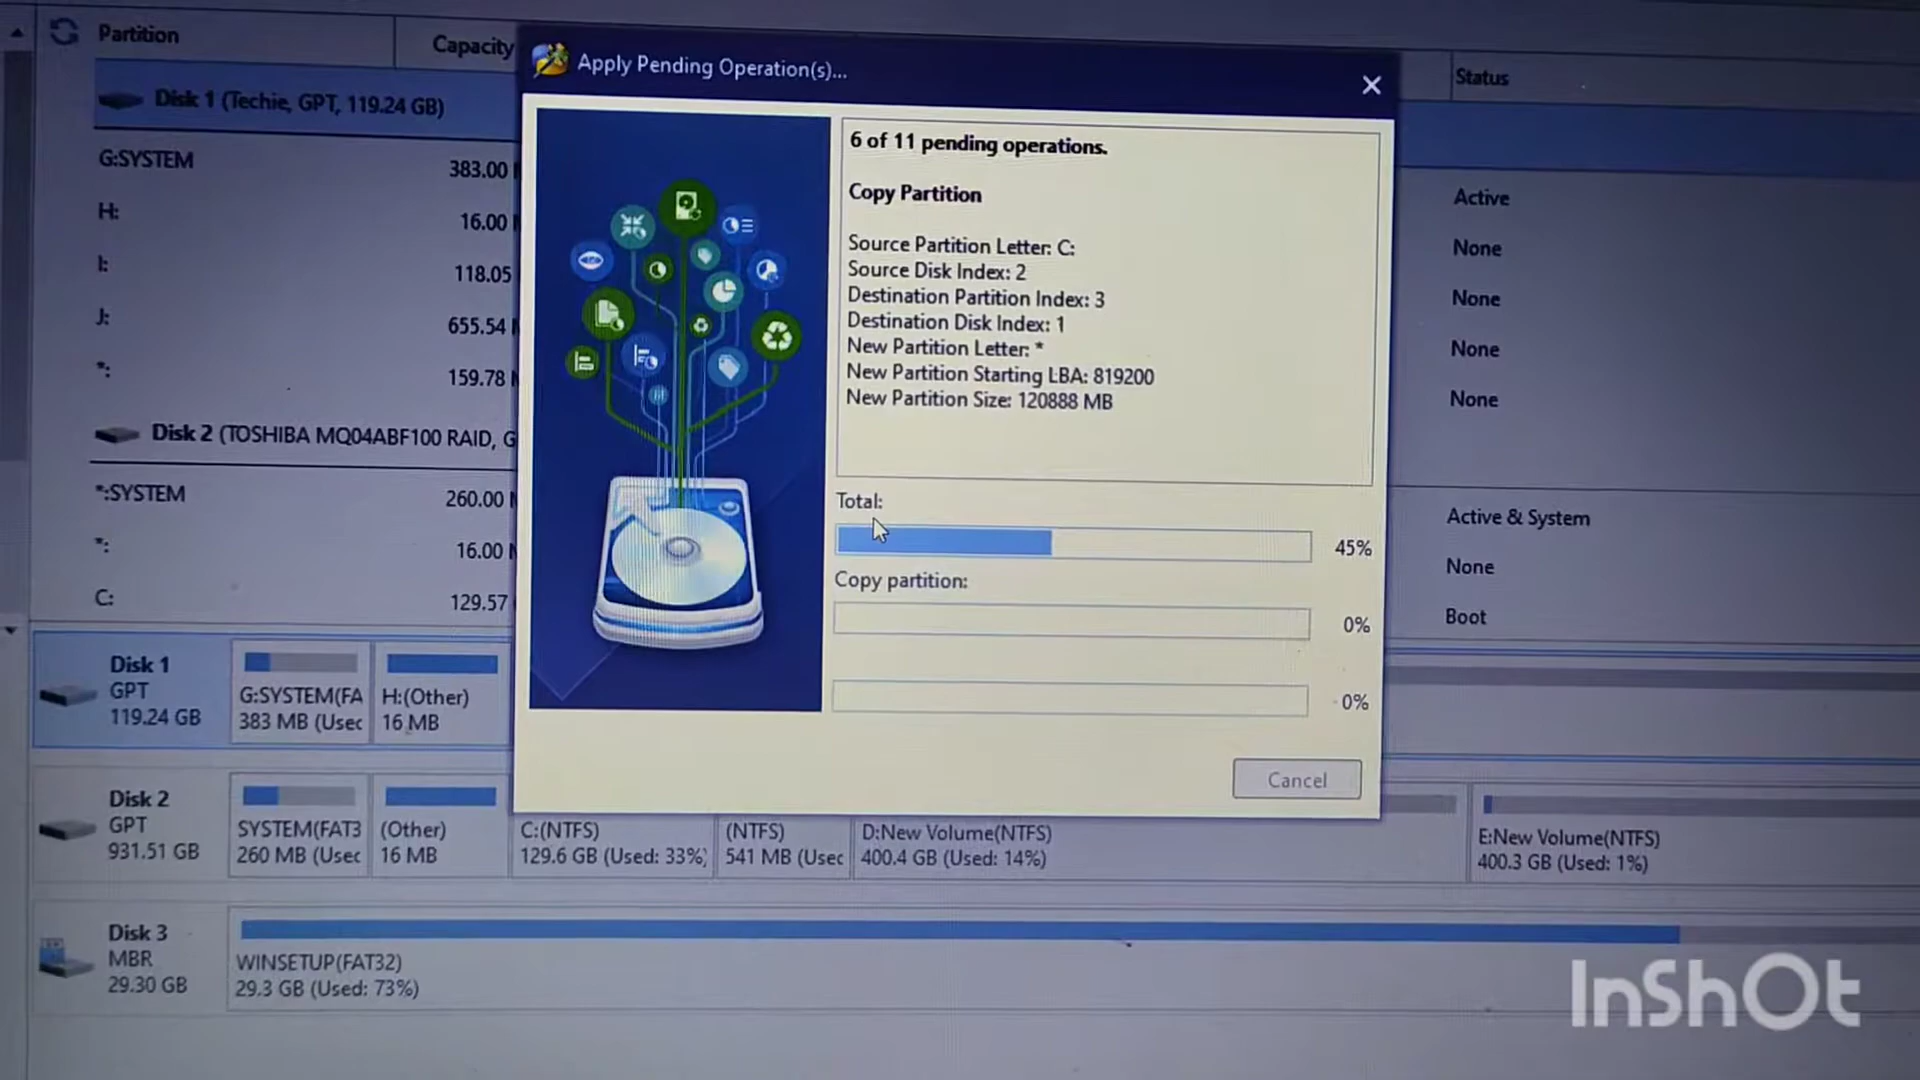 Partition
Capacity
Status
Apply Pending Operation(s)...
Disk 1 (Techie, GPT, 119.24 GB)
G:SYSTEM
383.00
Active
H:
16.00
None
I:
118.05
None
J:
655.54
None
*:
159.78
None
Disk 2 (TOSHIBA MQ04ABF100 RAID, G
*:SYSTEM
260.00
Active & System
*:
16.00
None
C:
129.57
Boot
6 of 11 pending operations.
Copy Partition
Source Partition Letter: C:
Source Disk Index: 2
Destination Partition Index: 3
Destination Disk Index: 1
New Partition Letter: *
New Partition Starting LBA: 819200
New Partition Size: 120888 MB
Total:
45%
Copy partition:
0%
0%
Cancel
Disk 1
GPT
119.24 GB
G:SYSTEM(FA
383 MB (Usec
H:(Other)
16 MB
Disk 2
GPT
931.51 GB
SYSTEM(FAT3
260 MB (Usec
(Other)
16 MB
C:(NTFS)
129.6 GB (Used: 33%)
(NTFS)
541 MB (Usec
D:New Volume(NTFS)
400.4 GB (Used: 14%)
E:New Volume(NTFS)
400.3 GB (Used: 1%)
Disk 3
MBR
29.30 GB
WINSETUP(FAT32)
29.3 GB (Used: 73%)
InShOt